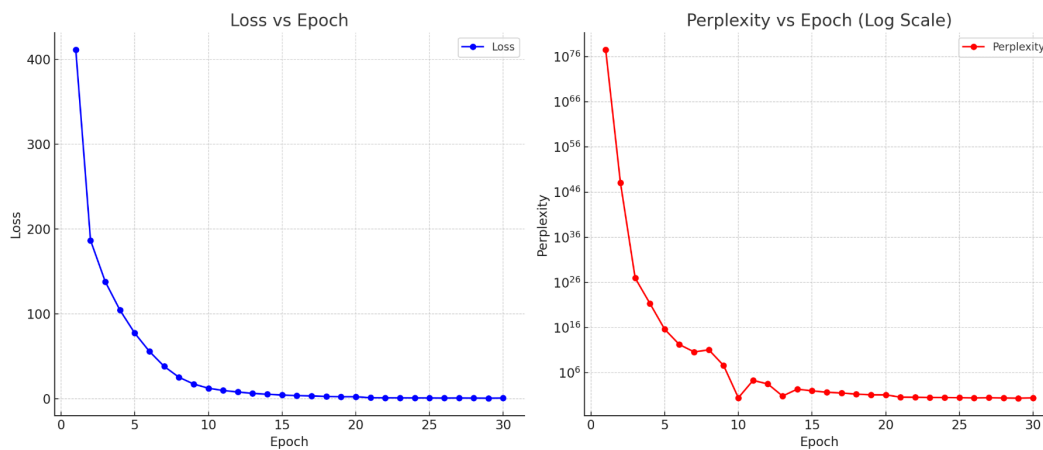 Loss vs Epoch
Loss
400
300
200
100
0
Loss
0 5 10 15 20 25 30
Epoch
Perplexity vs Epoch (Log Scale)
Perplexity
10^76
10^66
10^56
10^46
10^36
10^26
10^16
10^6
Perplexity
0 5 10 15 20 25 30
Epoch